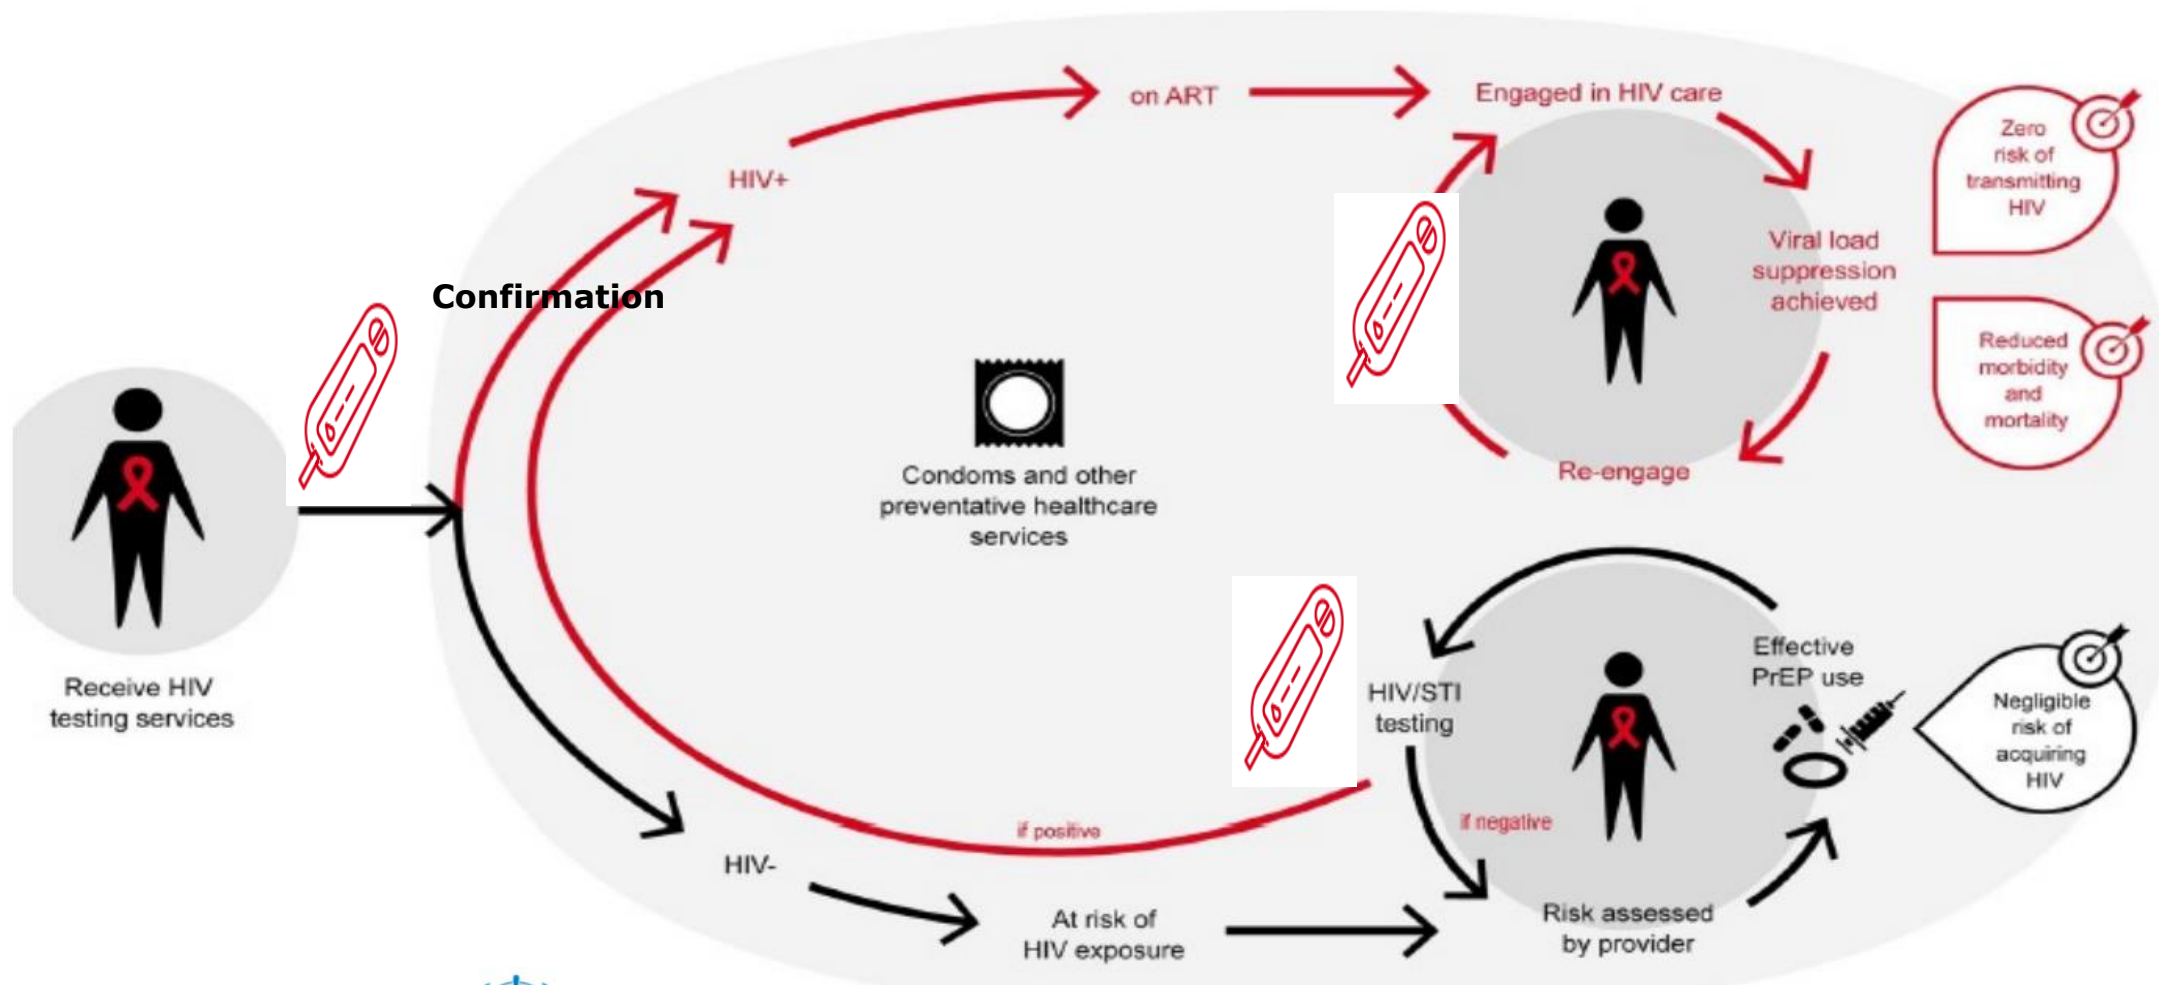 Receive HIV
testing services
Confirmation
HIV+
on ART
Engaged in HIV care
Viral load
suppression
achieved
Re-engage
Zero
risk of
transmitting
HIV
Reduced
morbidity
and
mortality
Condoms and other
preventative healthcare
services
HIV-
At risk of
HIV exposure
Risk assessed
by provider
if positive
if negative
HIV/STI
testing
Effective
PrEP use
Negligible
risk of
acquiring
HIV